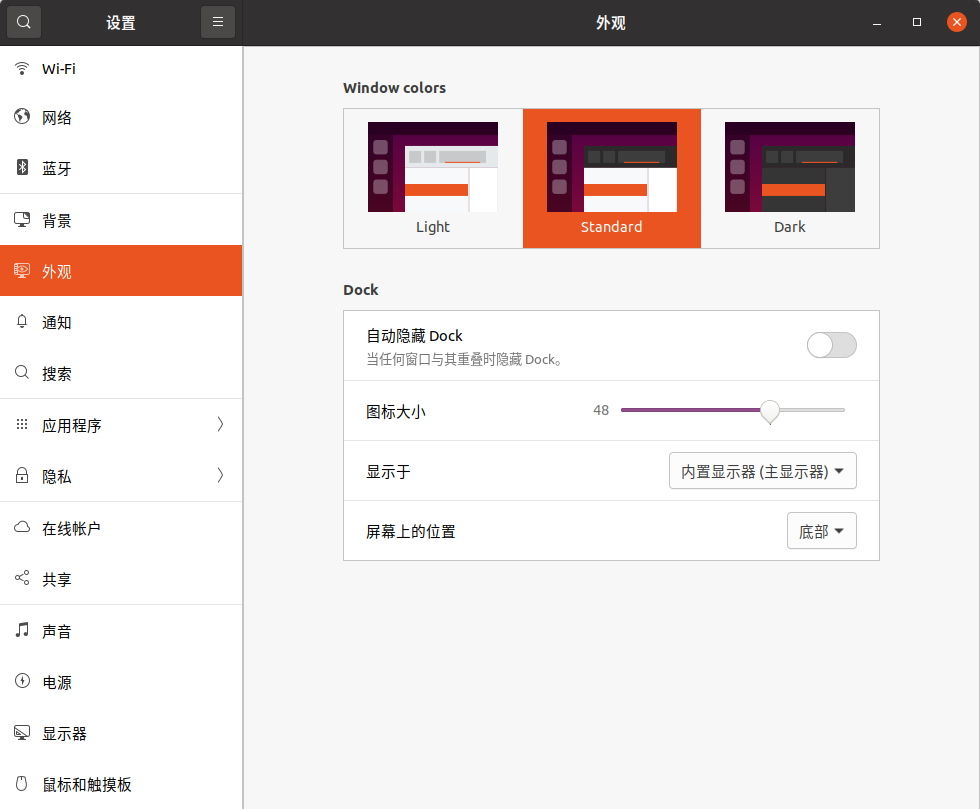 设置
外观
Wi-Fi
网络
蓝牙
背景
外观
通知
搜索
应用程序
隐私
在线帐户
共享
声音
电源
显示器
鼠标和触摸板
Window colors
Light
Standard
Dark
Dock
自动隐藏 Dock
当任何窗口与其重叠时隐藏 Dock。
图标大小
48
显示于
内置显示器 (主显示器)
屏幕上的位置
底部